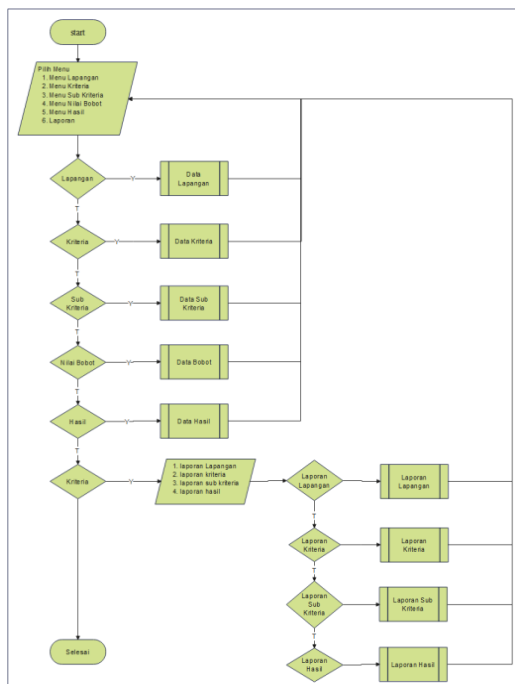 start
Pilih Menu
1. Menu Lapangan
2. Menu Kriteria
3. Menu Sub Kriteria
4. Menu Nilai Bobot
5. Menu Hasil
6. Laporan
Lapangan
Y
Data
Lapangan
T
Kriteria
Y
Data Kriteria
T
Sub
Kriteria
Y
Data Sub
Kriteria
T
Nilai Bobot
Y
Data Bobot
T
Hasil
Y
Data Hasil
T
Kriteria
Y
1. laporan Lapangan
2. laporan kriteria
3. laporan sub kriteria
4. laporan hasil
Laporan
Lapangan
Laporan
Lapangan
T
Laporan
Kriteria
Laporan
Kriteria
T
Laporan
Sub
Kriteria
Laporan Sub
Kriteria
T
Laporan
Hasil
Laporan Hasil
Selesai